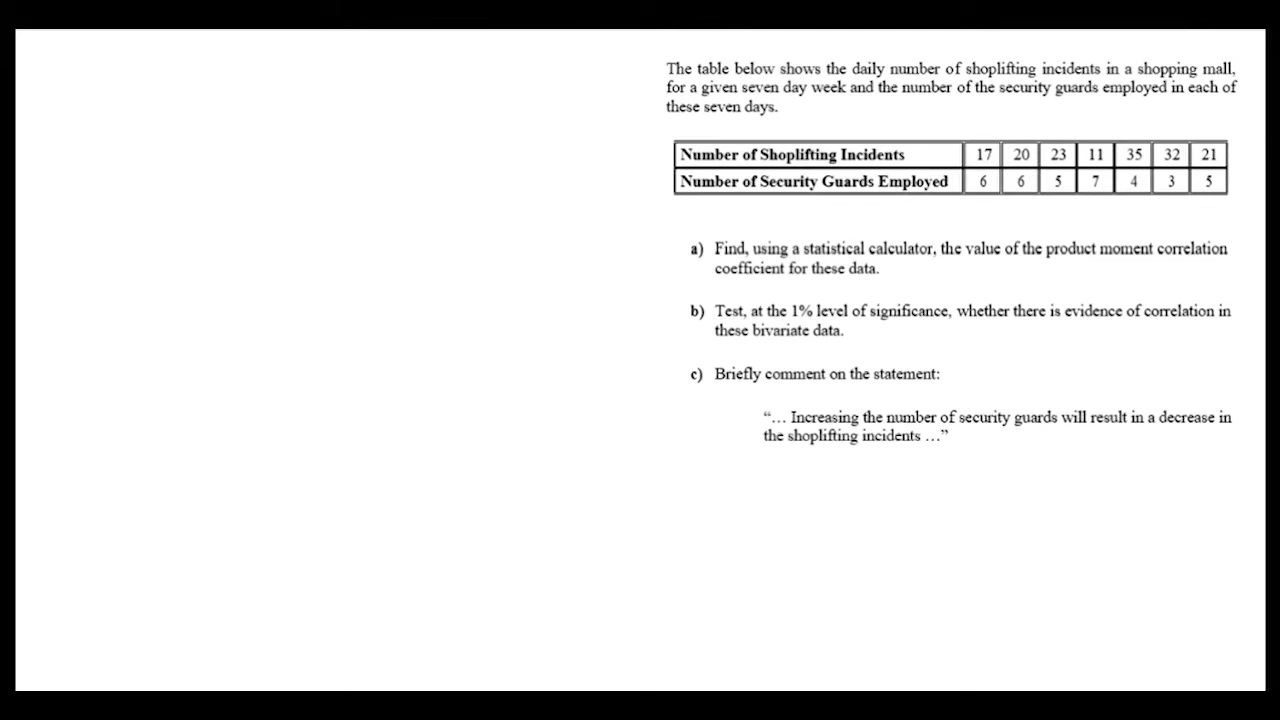 The table below shows the daily number of shoplifting incidents in a shopping mall,
for a given seven day week and the number of the security guards employed in each of
these seven days.
Number of Shoplifting Incidents 17 20 23 11 35 32 21
Number of Security Guards Employed 6 6 5 7 4 3 5
a) Find, using a statistical calculator, the value of the product moment correlation
coefficient for these data.
b) Test, at the 1% level of significance, whether there is evidence of correlation in
these bivariate data.
c) Briefly comment on the statement:
“… Increasing the number of security guards will result in a decrease in
the shoplifting incidents …”